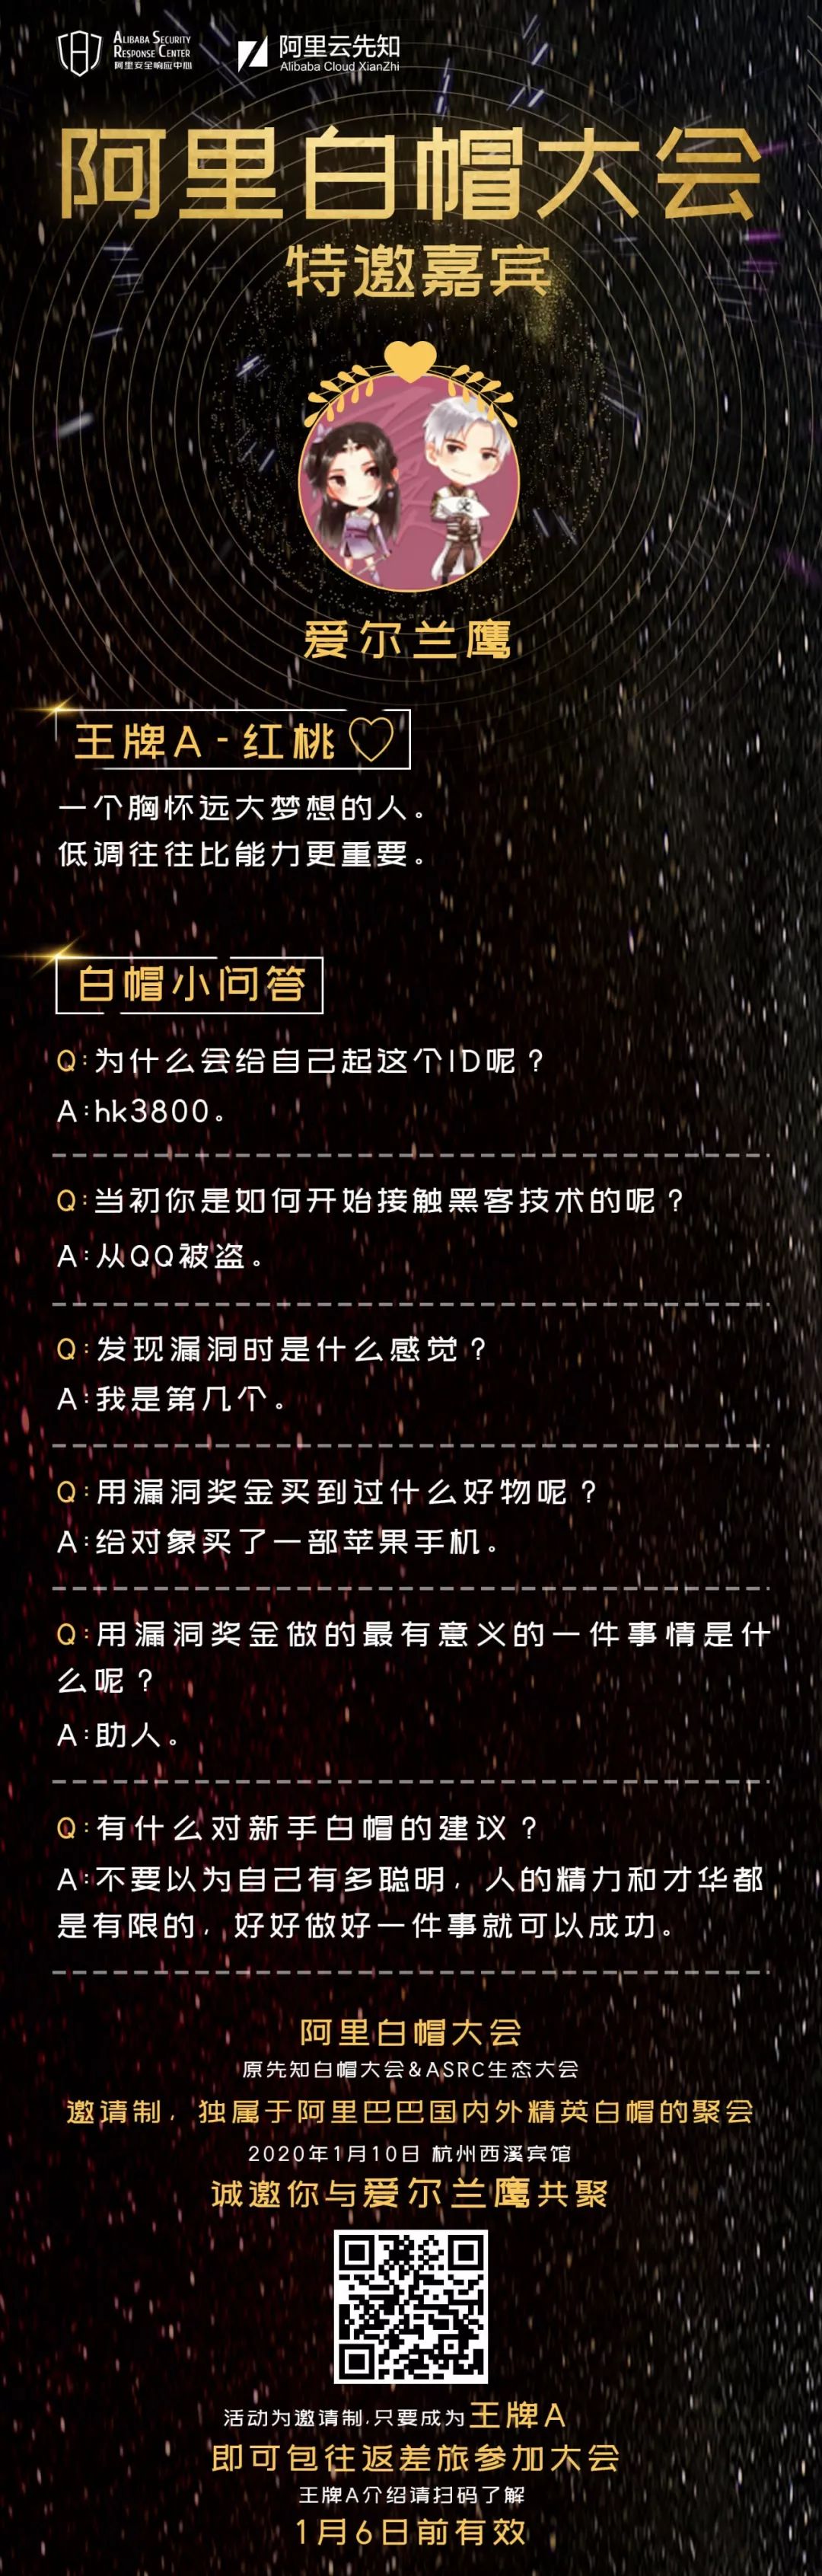 ALIBABA SECURITY
RESPONSE CENTER
阿里安全响应中心
阿里云先知
Alibaba Cloud XianZhi
阿里白帽大会
特邀嘉宾
爱尔兰鹰
王牌A-红桃
一个胸怀远大梦想的人。
低调往往比能力更重要。
白帽小问答
Q:为什么会给自己起这个ID呢？
A:hk3800。
Q:当初你是如何开始接触黑客技术的呢？
A:从QQ被盗。
Q:发现漏洞时是什么感觉？
A:我是第几个。
Q:用漏洞奖金买到过什么好物呢？
A:给对象买了一部苹果手机。
Q:用漏洞奖金做的最有意义的一件事情是什
么呢？
A:助人。
Q:有什么对新手白帽的建议？
A:不要以为自己有多聪明，人的精力和才华都
是有限的，好好做好一件事就可以成功。
阿里白帽大会
原先知白帽大会&ASRC生态大会
邀请制，独属于阿里巴巴国内外精英白帽的聚会
2020年1月10日 杭州西溪宾馆
诚邀你与爱尔兰鹰共聚
活动为邀请制,只要成为王牌A
即可包往返差旅参加大会
王牌A介绍请扫码了解
1月6日前有效